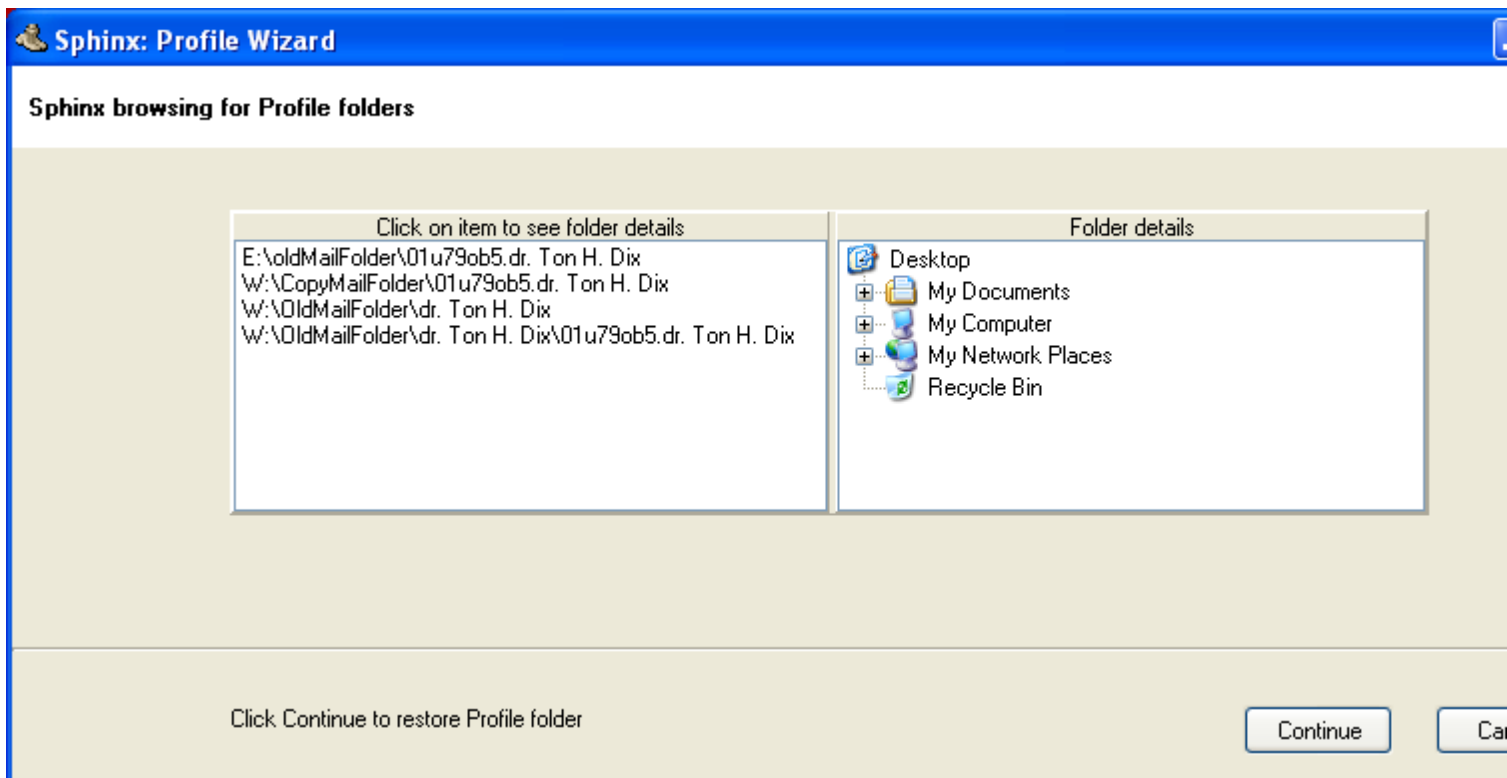 Sphinx: Profile Wizard
Sphinx browsing for Profile folders
Click on item to see folder details
E:\oldMailFolder\01u79ob5.dr. Ton H. Dix
W:\CopyMailFolder\01u79ob5.dr. Ton H. Dix
W:\OldMailFolder\dr. Ton H. Dix
W:\OldMailFolder\dr. Ton H. Dix\01u79ob5.dr. Ton H. Dix
Folder details
Desktop
My Documents
My Computer
My Network Places
Recycle Bin
Click Continue to restore Profile folder
Continue